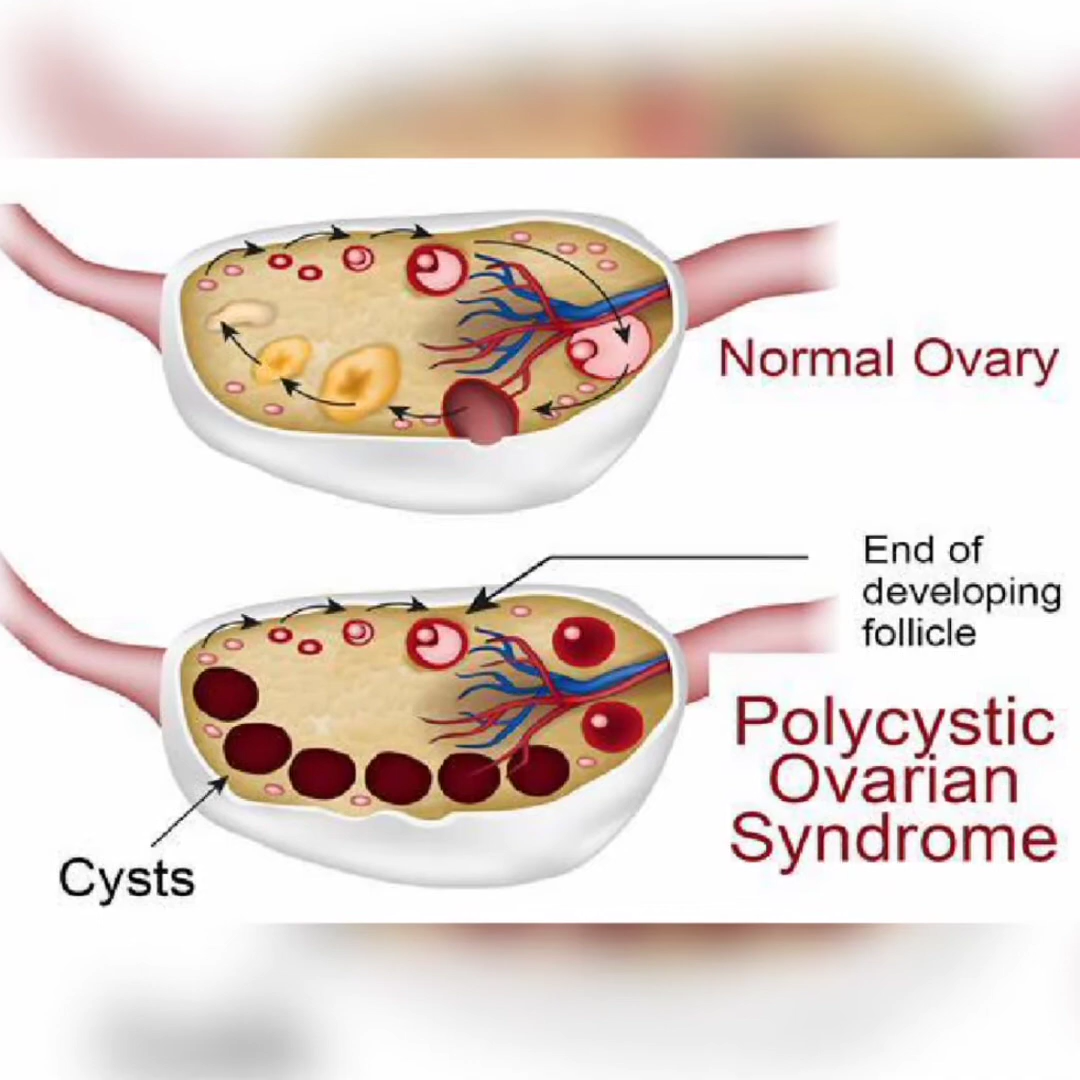 Normal Ovary
End of
developing
follicle
Polycystic
Ovarian
Syndrome
Cysts